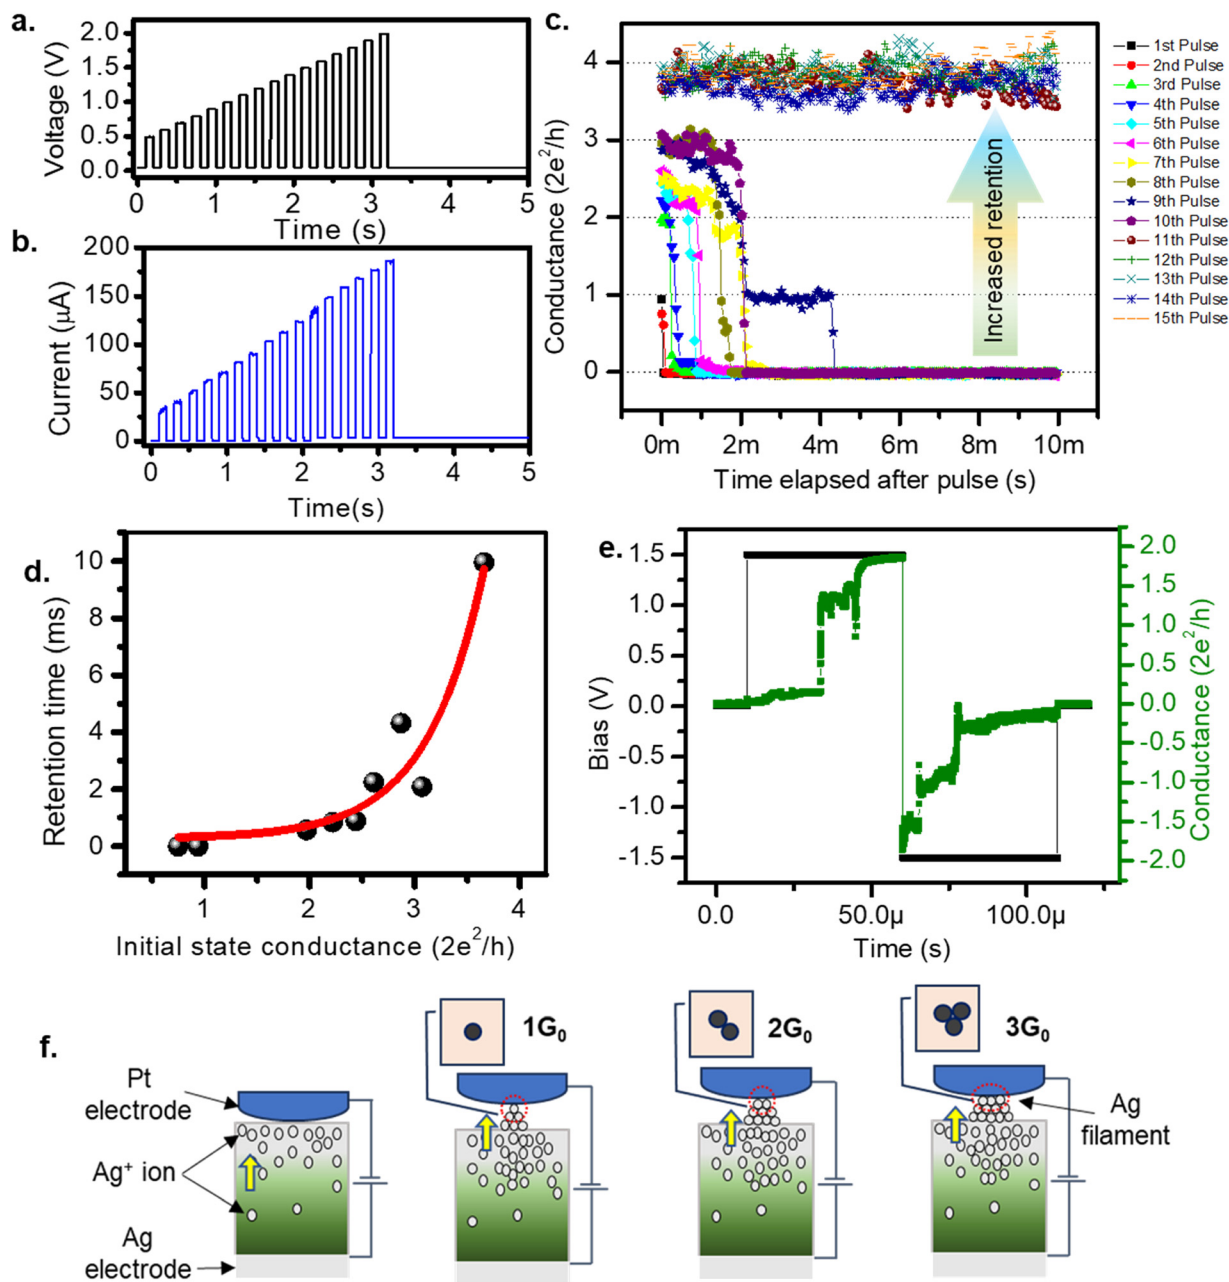 a.
Voltage (V)
2.0
1.5
1.0
0.5
0.0
0 1 2 3 4 5
Time (s)
b.
Current (µA)
200
150
100
50
0
0 1 2 3 4 5
Time(s)
c.
Conductance (2e²/h)
4
3
2
1
0
0m 2m 4m 6m 8m 10m
Time elapsed after pulse (s)
Increased retention
1st Pulse
2nd Pulse
3rd Pulse
4th Pulse
5th Pulse
6th Pulse
7th Pulse
8th Pulse
9th Pulse
10th Pulse
11th Pulse
12th Pulse
13th Pulse
14th Pulse
15th Pulse
d.
Retention time (ms)
10
8
6
4
2
0
1 2 3 4
Initial state conductance (2e²/h)
e.
Bias (V)
1.5
1.0
0.5
0.0
-0.5
-1.0
-1.5
2.0
1.5
1.0
0.5
0.0
-0.5
-1.0
-1.5
-2.0
Conductance (2e²/h)
0.0 50.0µ 100.0µ
Time (s)
f.
Pt
electrode
Ag⁺ ion
Ag
electrode
1G₀
2G₀
3G₀
Ag
filament